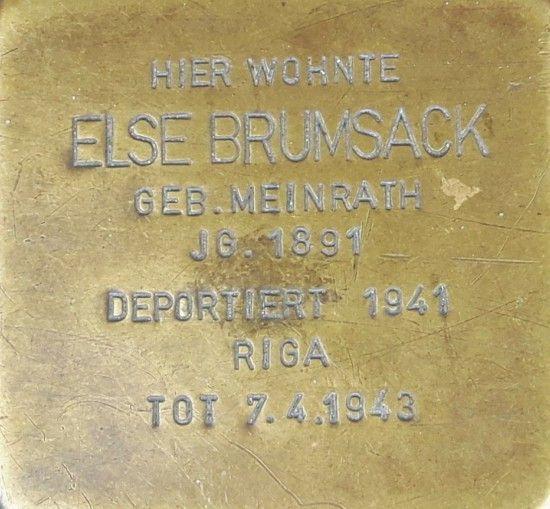 HIER WOHNTE
ELSE BRUMSACK
GEB. MEINRATH
JG. 1891
DEPORTIERT 1941
RIGA
TOT 7.4.1943